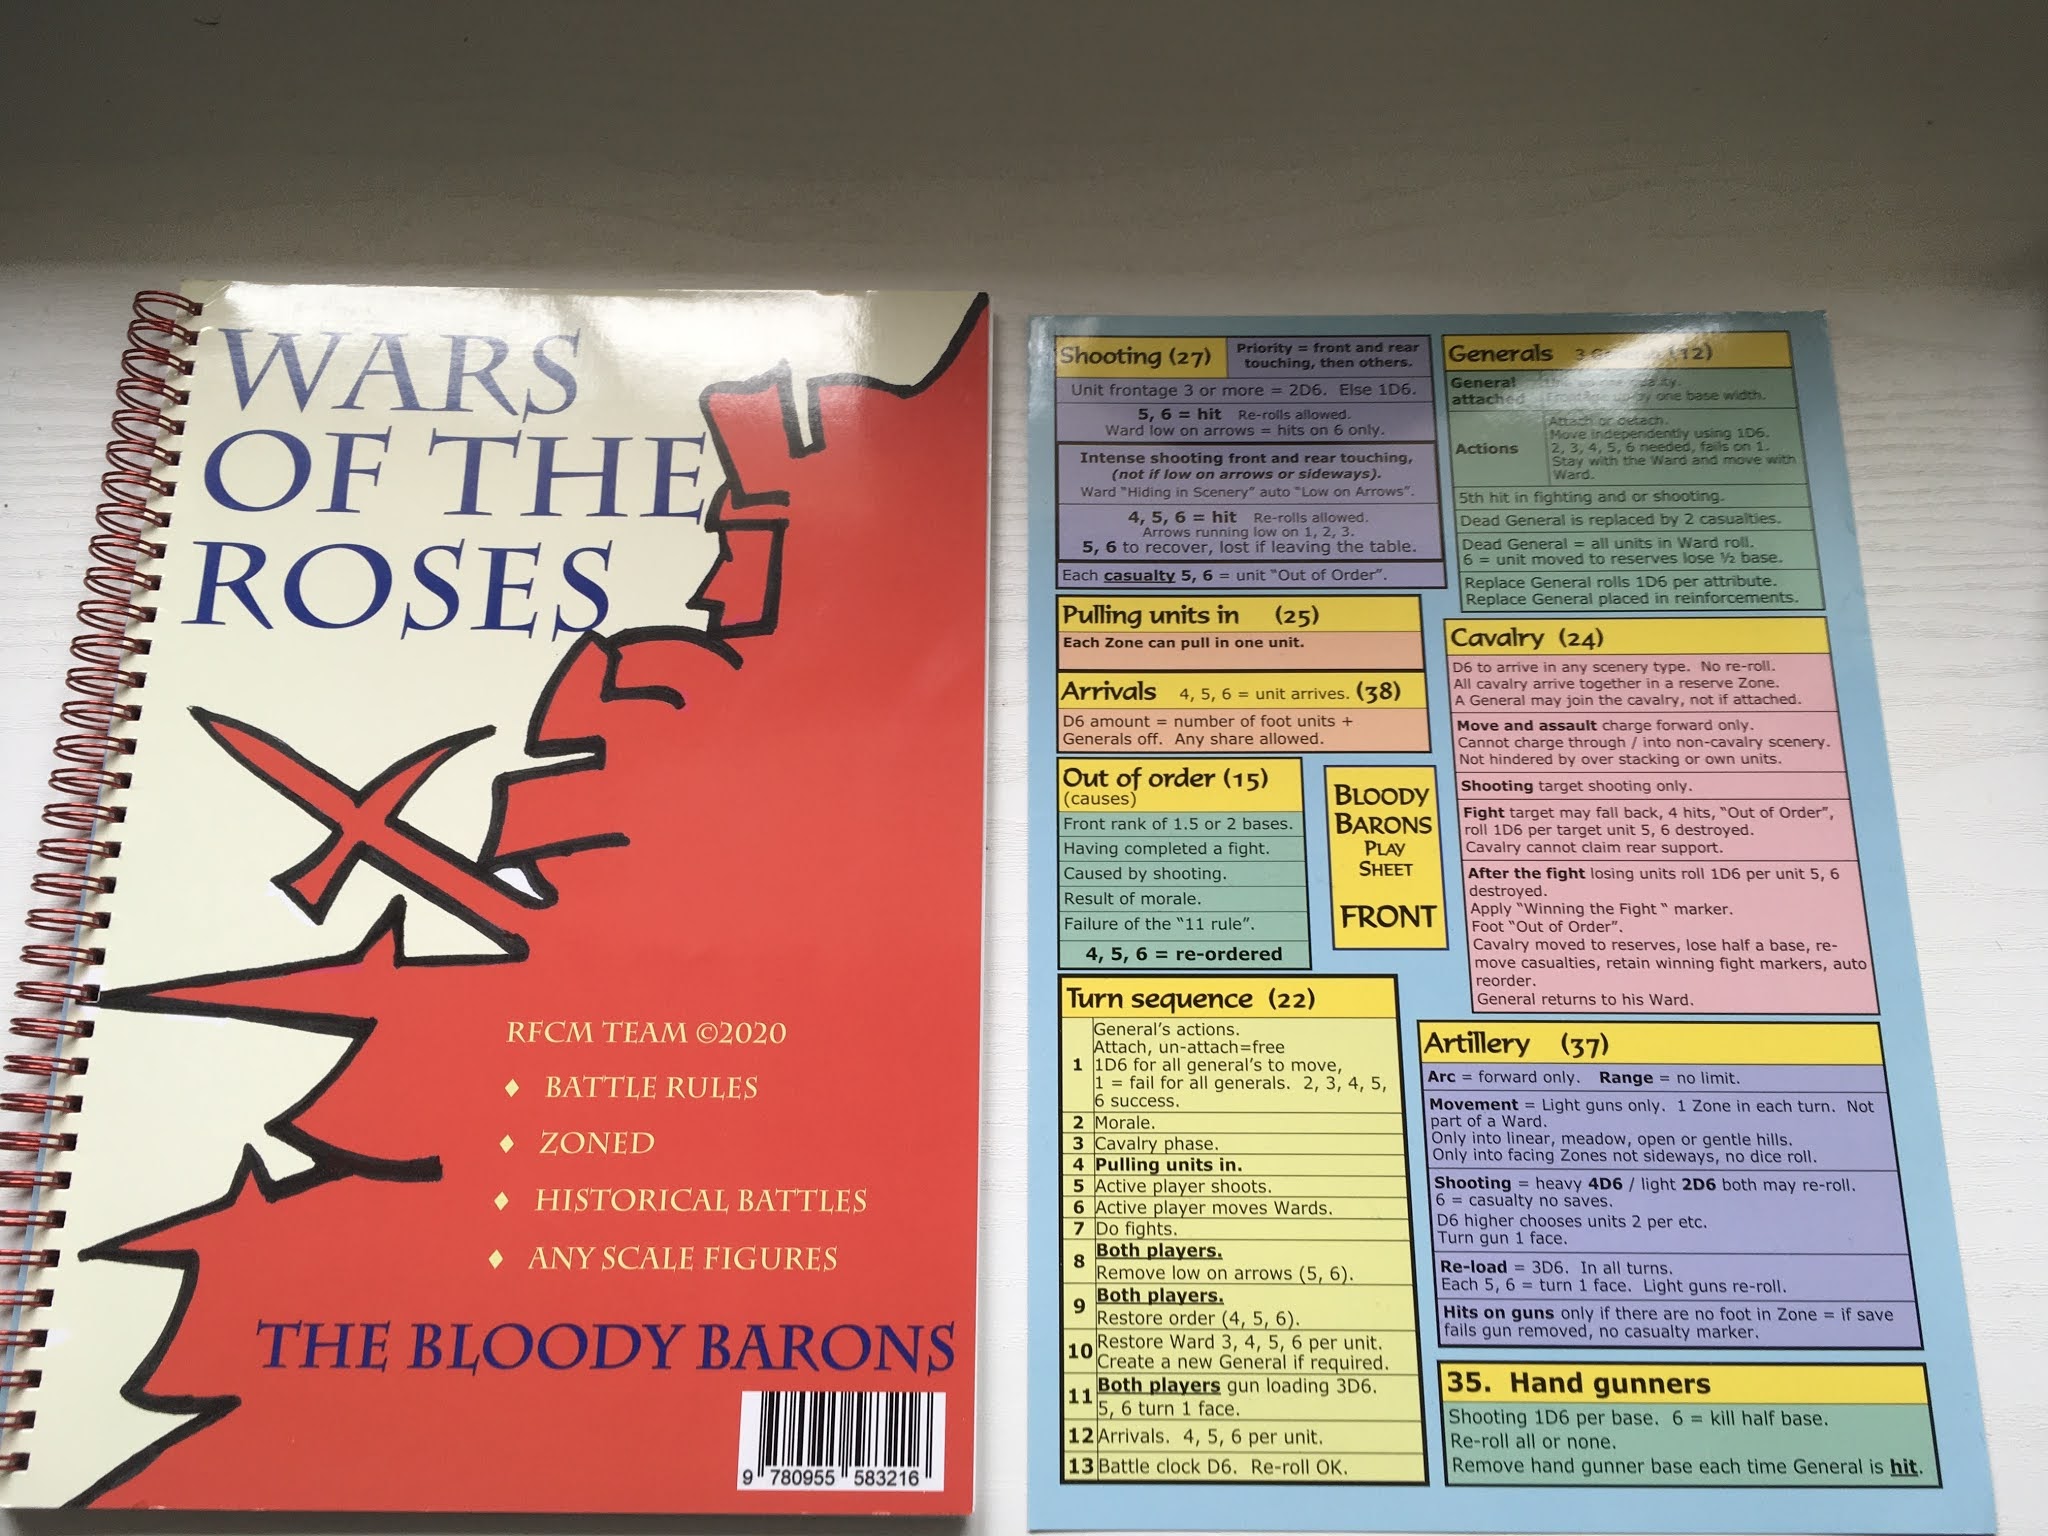 WARS
OF THE
ROSES
RFCM TEAM ©2020
♦ BATTLE RULES
♦ ZONED
♦ HISTORICAL BATTLES
♦ ANY SCALE FIGURES
THE BLOODY BARONS
9 780955 583216
Shooting (27)
Priority = front and rear
touching, then others.
Unit frontage 3 or more = 2D6. Else 1D6.
5, 6 = hit Re-rolls allowed.
Ward low on arrows = hits on 6 only.
Intense shooting front and rear touching,
(not if low on arrows or sideways).
Ward "Hiding in Scenery" auto "Low on Arrows".
4, 5, 6 = hit Re-rolls allowed.
Arrows running low on 1, 2, 3.
5, 6 to recover, lost if leaving the table.
Each casualty 5, 6 = unit "Out of Order".
Pulling units in (25)
Each Zone can pull in one unit.
Arrivals 4, 5, 6 = unit arrives. (38)
D6 amount = number of foot units +
Generals off. Any share allowed.
Out of order (15)
(causes)
Front rank of 1.5 or 2 bases.
Having completed a fight.
Caused by shooting.
Result of morale.
Failure of the "11 rule".
4, 5, 6 = re-ordered
BLOODY
BARONS
PLAY
SHEET
FRONT
Turn sequence (22)
1 General's actions.
Attach, un-attach=free
1D6 for all general's to move,
1 = fail for all generals. 2, 3, 4, 5,
6 success.
2 Morale.
3 Cavalry phase.
4 Pulling units in.
5 Active player shoots.
6 Active player moves Wards.
7 Do fights.
8 Both players.
Remove low on arrows (5, 6).
9 Both players.
Restore order (4, 5, 6).
10 Restore Ward 3, 4, 5, 6 per unit.
Create a new General if required.
11 Both players gun loading 3D6.
5, 6 turn 1 face.
12 Arrivals. 4, 5, 6 per unit.
13 Battle clock D6. Re-roll OK.
Generals 3 (12)
General
attached
by one base width.
Actions
Attach or detach.
Move independently using 1D6.
2, 3, 4, 5, 6 needed, fails on 1.
Stay with the Ward and move with
Ward.
5th hit in fighting and or shooting.
Dead General is replaced by 2 casualties.
Dead General = all units in Ward roll.
6 = unit moved to reserves lose ½ base.
Replace General rolls 1D6 per attribute.
Replace General placed in reinforcements.
Cavalry (24)
D6 to arrive in any scenery type. No re-roll.
All cavalry arrive together in a reserve Zone.
A General may join the cavalry, not if attached.
Move and assault charge forward only.
Cannot charge through / into non-cavalry scenery.
Not hindered by over stacking or own units.
Shooting target shooting only.
Fight target may fall back, 4 hits, "Out of Order",
roll 1D6 per target unit 5, 6 destroyed.
Cavalry cannot claim rear support.
After the fight losing units roll 1D6 per unit 5, 6
destroyed.
Apply "Winning the Fight " marker.
Foot "Out of Order".
Cavalry moved to reserves, lose half a base, re-
move casualties, retain winning fight markers, auto
reorder.
General returns to his Ward.
Artillery (37)
Arc = forward only. Range = no limit.
Movement = Light guns only. 1 Zone in each turn. Not
part of a Ward.
Only into linear, meadow, open or gentle hills.
Only into facing Zones not sideways, no dice roll.
Shooting = heavy 4D6 / light 2D6 both may re-roll.
6 = casualty no saves.
D6 higher chooses units 2 per etc.
Turn gun 1 face.
Re-load = 3D6. In all turns.
Each 5, 6 = turn 1 face. Light guns re-roll.
Hits on guns only if there are no foot in Zone = if save
fails gun removed, no casualty marker.
35. Hand gunners
Shooting 1D6 per base. 6 = kill half base.
Re-roll all or none.
Remove hand gunner base each time General is hit.